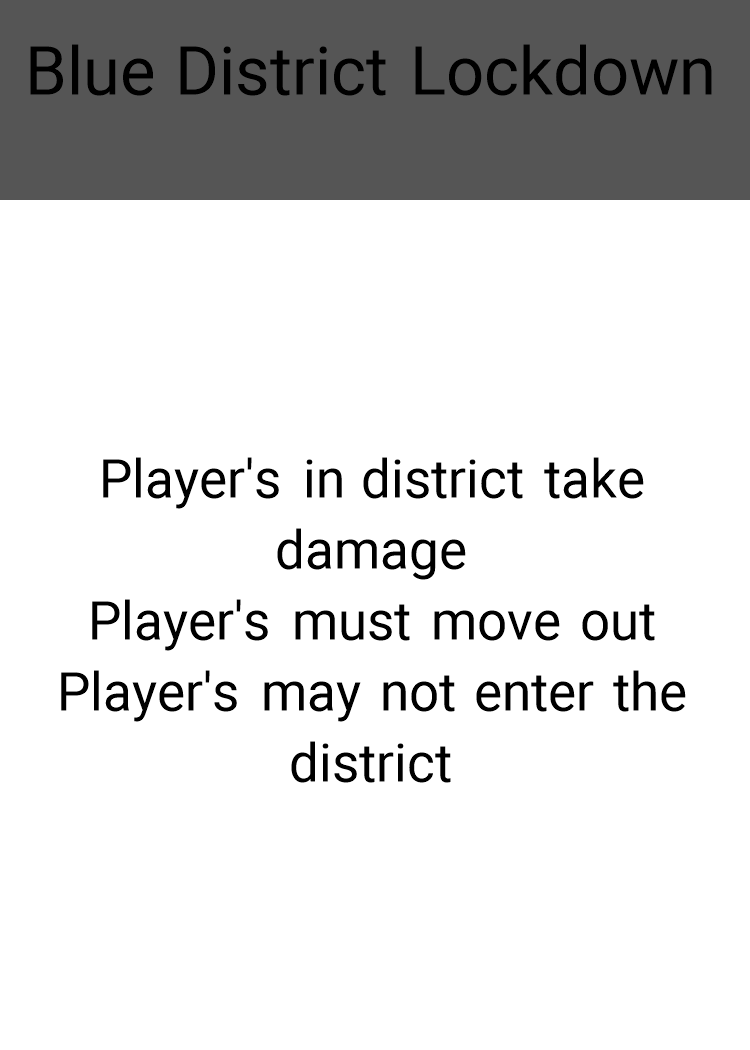 Blue District Lockdown
Player's in district take
damage
Player's must move out
Player's may not enter the
district